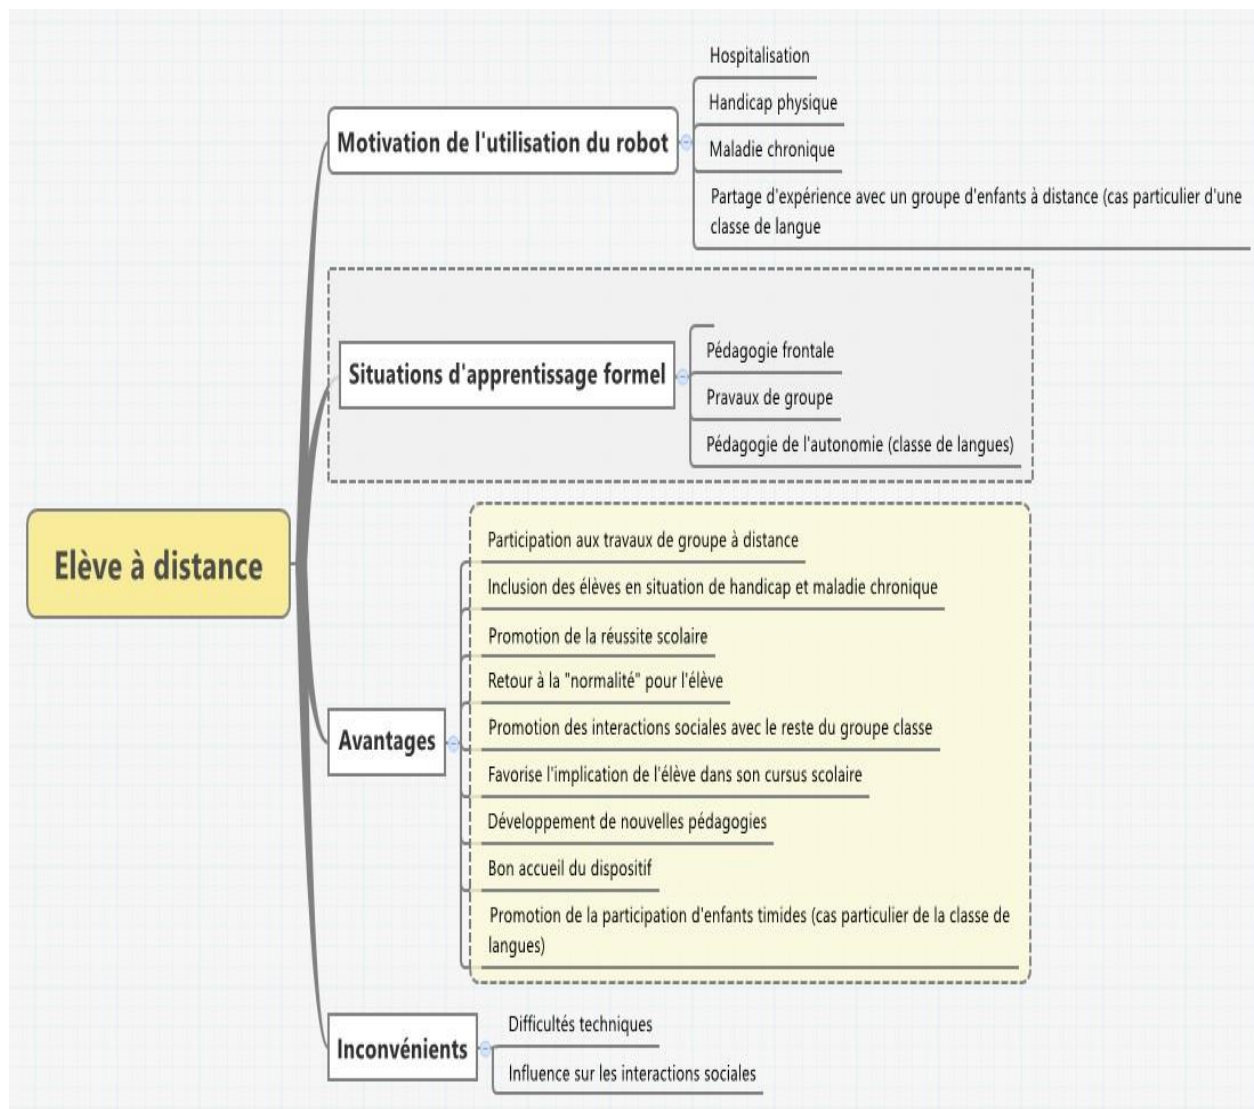 Elève à distance
Motivation de l'utilisation du robot
Hospitalisation
Handicap physique
Maladie chronique
Partage d'expérience avec un groupe d'enfants à distance (cas particulier d'une
classe de langue
Situations d'apprentissage formel
Pédagogie frontale
Pravaux de groupe
Pédagogie de l'autonomie (classe de langues)
Avantages
Participation aux travaux de groupe à distance
Inclusion des élèves en situation de handicap et maladie chronique
Promotion de la réussite scolaire
Retour à la "normalité" pour l'élève
Promotion des interactions sociales avec le reste du groupe classe
Favorise l'implication de l'élève dans son cursus scolaire
Développement de nouvelles pédagogies
Bon accueil du dispositif
Promotion de la participation d'enfants timides (cas particulier de la classe de
langues)
Inconvénients
Difficultés techniques
Influence sur les interactions sociales